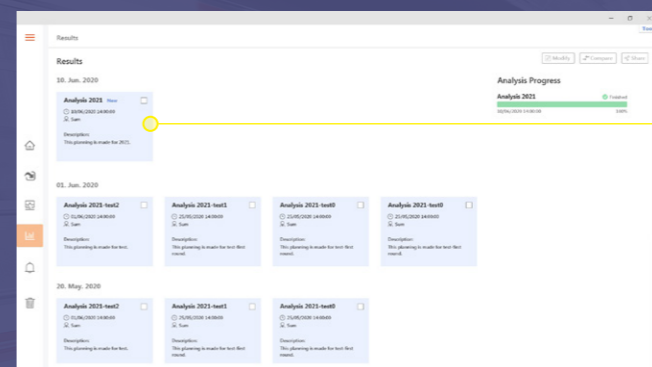 Results
Results
Modify Compare Share
10. Jun. 2020
Analysis 2021 New
10/06/2020 14:00:00
Sam
Description:
This planning is made for 2021.
Analysis Progress
Analysis 2021 Finished
10/06/2020 14:00:00 100%
01. Jun. 2020
Analysis 2021-test2
01/06/2020 14:00:00
Sam
Description:
This planning is made for test.
Analysis 2021-test1
25/05/2020 14:00:00
Sam
Description:
This planning is made for test first
round.
Analysis 2021-test0
25/05/2020 14:00:00
Sam
Description:
This planning is made for test first
round.
Analysis 2021-test0
25/05/2020 14:00:00
Sam
Description:
This planning is made for test first
round.
20. May. 2020
Analysis 2021-test2
01/06/2020 14:00:00
Sam
Description:
This planning is made for test.
Analysis 2021-test1
25/05/2020 14:00:00
Sam
Description:
This planning is made for test first
round.
Analysis 2021-test0
25/05/2020 14:00:00
Sam
Description:
This planning is made for test first
round.